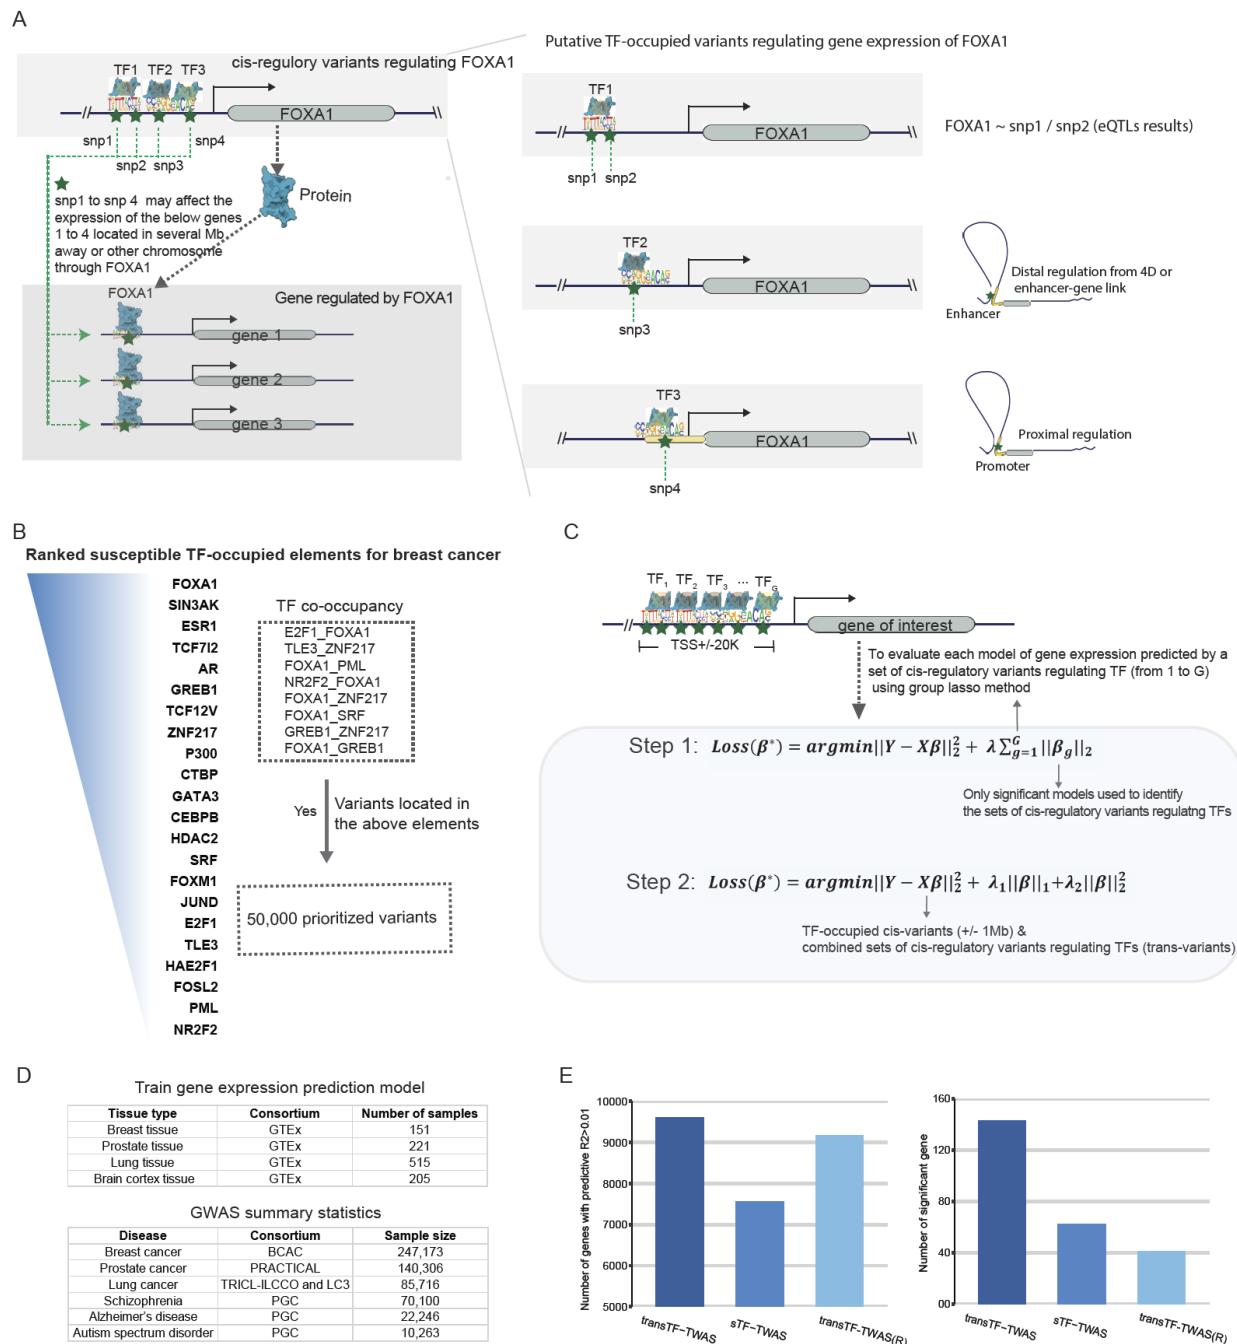 A
Putative TF-occupied variants regulating gene expression of FOXA1
cis-regulory variants regulating FOXA1
TF1 TF2 TF3
FOXA1
snp1
snp2
snp3
snp4
Protein
snp1 to snp 4 may affect the
expression of the below genes
1 to 4 located in several Mb
away or other chromosome
through FOXA1
FOXA1
Gene regulated by FOXA1
gene 1
gene 2
gene 3
TF1
FOXA1
snp1 snp2
FOXA1 ~ snp1 / snp2 (eQTLs results)
TF2
FOXA1
snp3
Distal regulation from 4D or
enhancer-gene link
Enhancer
TF3
FOXA1
snp4
Proximal regulation
Promoter
B
Ranked susceptible TF-occupied elements for breast cancer
FOXA1
SIN3AK
ESR1
TCF7l2
AR
GREB1
TCF12V
ZNF217
P300
CTBP
GATA3
CEBPB
HDAC2
SRF
FOXM1
JUND
E2F1
TLE3
HAE2F1
FOSL2
PML
NR2F2
TF co-occupancy
E2F1_FOXA1
TLE3_ZNF217
FOXA1_PML
NR2F2_FOXA1
FOXA1_ZNF217
FOXA1_SRF
GREB1_ZNF217
FOXA1_GREB1
Yes
Variants located in
the above elements
50,000 prioritized variants
C
TF1 TF2 TF3 ... TFG
gene of interest
TSS+/-20K
To evaluate each model of gene expression predicted by a
set of cis-regulatory variants regulating TF (from 1 to G)
using group lasso method
Step 1: Loss(β*) = argmin||Y − Xβ||₂² + λ ∑_{g=1}^{G} ||β_g||₂
Only significant models used to identify
the sets of cis-regulatory variants regulatng TFs
Step 2: Loss(β*) = argmin||Y − Xβ||₂² + λ₁||β||₁+λ₂||β||₂²
TF-occupied cis-variants (+/- 1Mb) &
combined sets of cis-regulatory variants regulating TFs (trans-variants)
D
Train gene expression prediction model
Tissue type Consortium Number of samples
Breast tissue GTEx 151
Prostate tissue GTEx 221
Lung tissue GTEx 515
Brain cortex tissue GTEx 205
GWAS summary statistics
Disease Consortium Sample size
Breast cancer BCAC 247,173
Prostate cancer PRACTICAL 140,306
Lung cancer TRICL-ILCCO and LC3 85,716
Schizophrenia PGC 70,100
Alzheimer's disease PGC 22,246
Autism spectrum disorder PGC 10,263
E
Number of genes with predictive R2>0.01
10000
9000
8000
7000
6000
5000
transTF−TWAS
sTF−TWAS
transTF-TWAS(R)
Number of significant gene
160
120
80
40
00
transTF−TWAS
sTF−TWAS
transTF-TWAS(R)